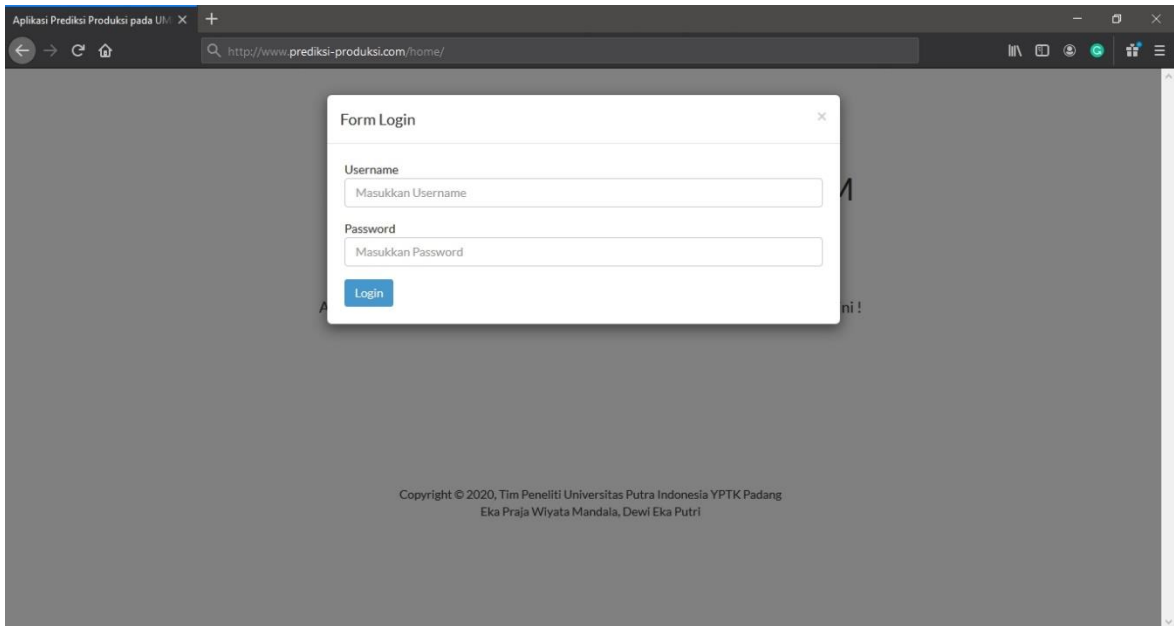 Aplikasi Prediksi Produksi pada UM
http://www.prediksi-produksi.com/home/
Form Login
Username
Masukkan Username
M
Password
Masukkan Password
Login
A
ni !
Copyright © 2020, Tim Peneliti Universitas Putra Indonesia YPTK Padang
Eka Praja Wiyata Mandala, Dewi Eka Putri